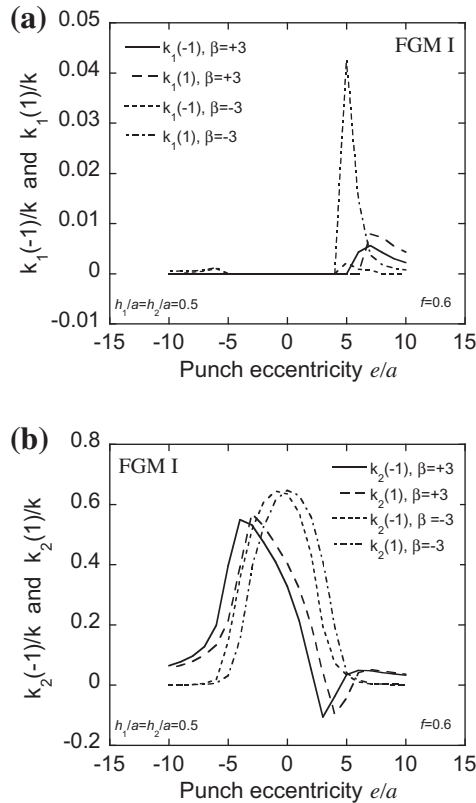 (a)
FGM I
k₁(-1), β=+3
k₁(1), β=+3
k₁(-1), β=-3
k₁(1), β=-3
k₁(-1)/k and k₁(1)/k
0.05
0.04
0.03
0.02
0.01
0
-0.01
h₁/a=h₂/a=0.5
f=0.6
-15 -10 -5 0 5 10 15
Punch eccentricity e/a
(b)
FGM I
k₂(-1), β=+3
k₂(1), β=+3
k₂(-1), β =-3
k₂(1), β=-3
k₂(-1)/k and k₂(1)/k
0.8
0.6
0.4
0.2
0
-0.2
h₁/a=h₂/a=0.5
f=0.6
-15 -10 -5 0 5 10 15
Punch eccentricity e/a